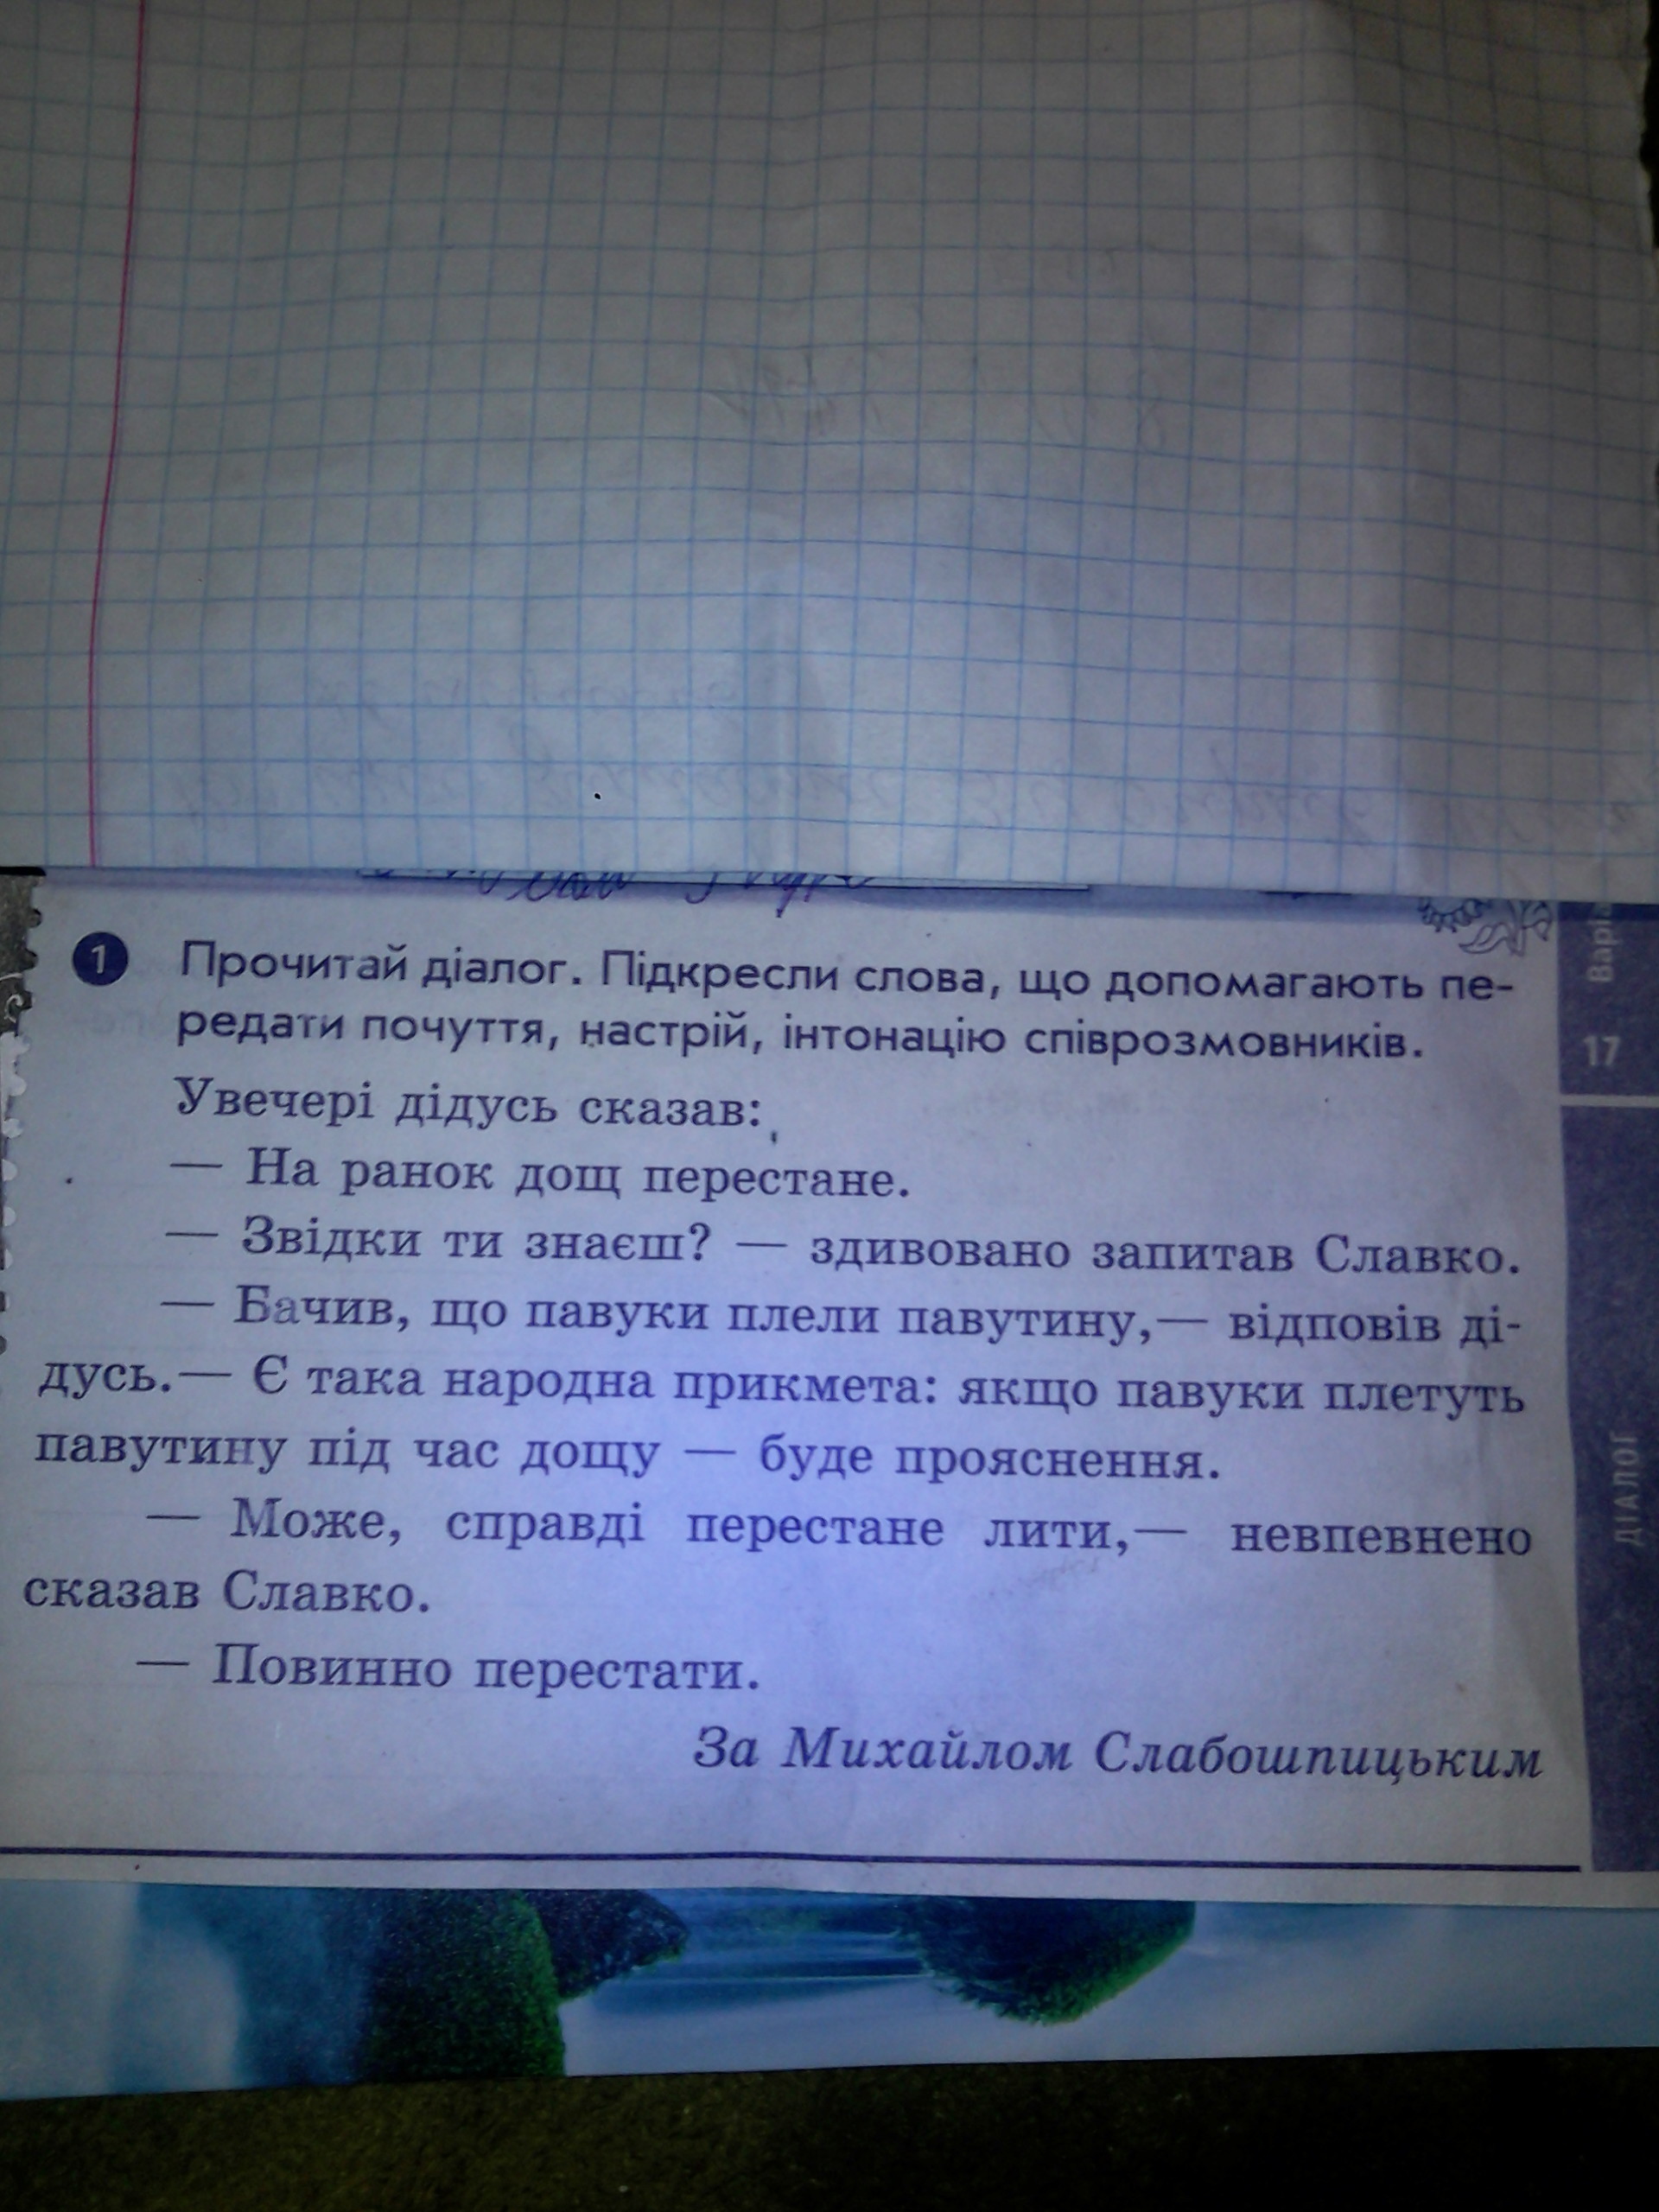 1 Прочитай діалог. Підкресли слова, що допомагають пе-
редати почуття, настрій, інтонацію співрозмовників.
Увечері дідусь сказав:
— На ранок дощ перестане.
— Звідки ти знаєш? — здивовано запитав Славко.
— Бачив, що павуки плели павутину,— відповів ді-
дусь.— Є така народна прикмета: якщо павуки плетуть
павутину під час дощу — буде прояснення.
— Може, справді перестане лити,— невпевнено
сказав Славко.
— Повинно перестати.
За Михайлом Слабошпицьким
17
ДІАЛОГ